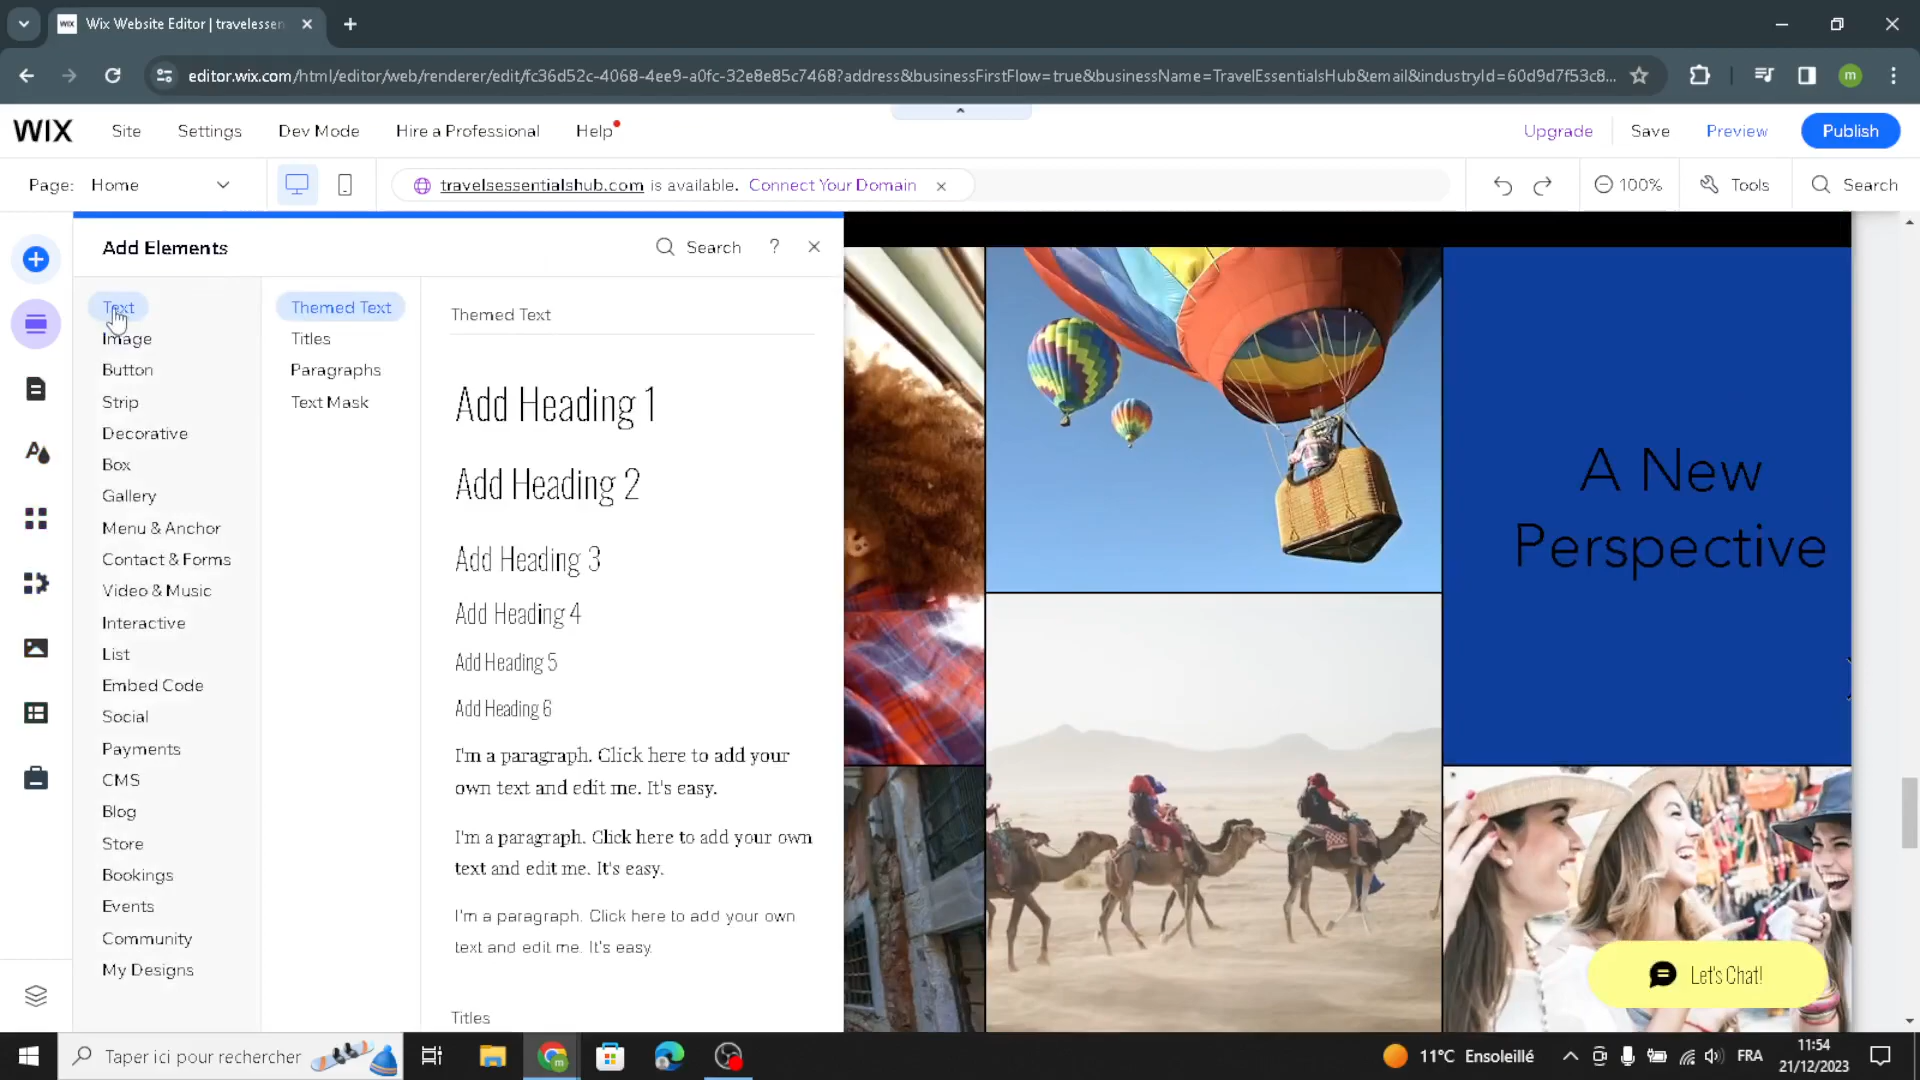 Wix Website Editor | travelessen
editor.wix.com/html/editor/web/renderer/edit/fc36d52c-4068-4ee9-a0fc-32e8e85c7468?address&businessFirstFlow=true&businessName=TravelEssentialsHub&email&industryId=60d9d7f53c8...
m
WIX
Site
Settings
Dev Mode
Hire a Professional
Help
Upgrade
Save
Preview
Publish
Page: Home
travelsessentialshub.com is available. Connect Your Domain
100%
Tools
Search
Add Elements
Search
?
Text
Image
Button
Strip
Decorative
Box
Gallery
Menu & Anchor
Contact & Forms
Video & Music
Interactive
List
Embed Code
Social
Payments
CMS
Blog
Store
Bookings
Events
Community
My Designs
Themed Text
Titles
Paragraphs
Text Mask
Themed Text
Add Heading 1
Add Heading 2
Add Heading 3
Add Heading 4
Add Heading 5
Add Heading 6
I'm a paragraph. Click here to add your
own text and edit me. It's easy.
I'm a paragraph. Click here to add your own
text and edit me. It's easy.
I'm a paragraph. Click here to add your own
text and edit me. It's easy.
Titles
A New
Perspective
Let's Chat!
Taper ici pour rechercher
11°C Ensoleillé
FRA
11:54
21/12/2023